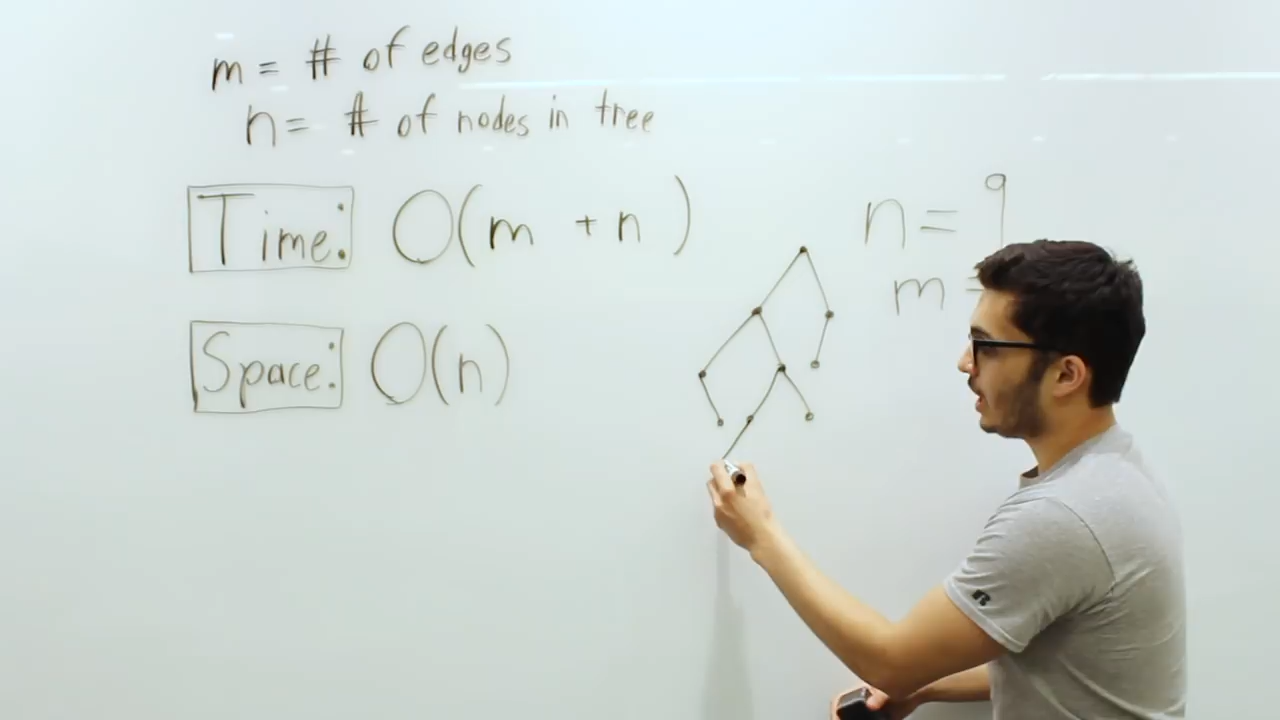 m = # of edges
n = # of nodes in tree
Time: O(m + n)
Space: O(n)
n = 9
m =
R